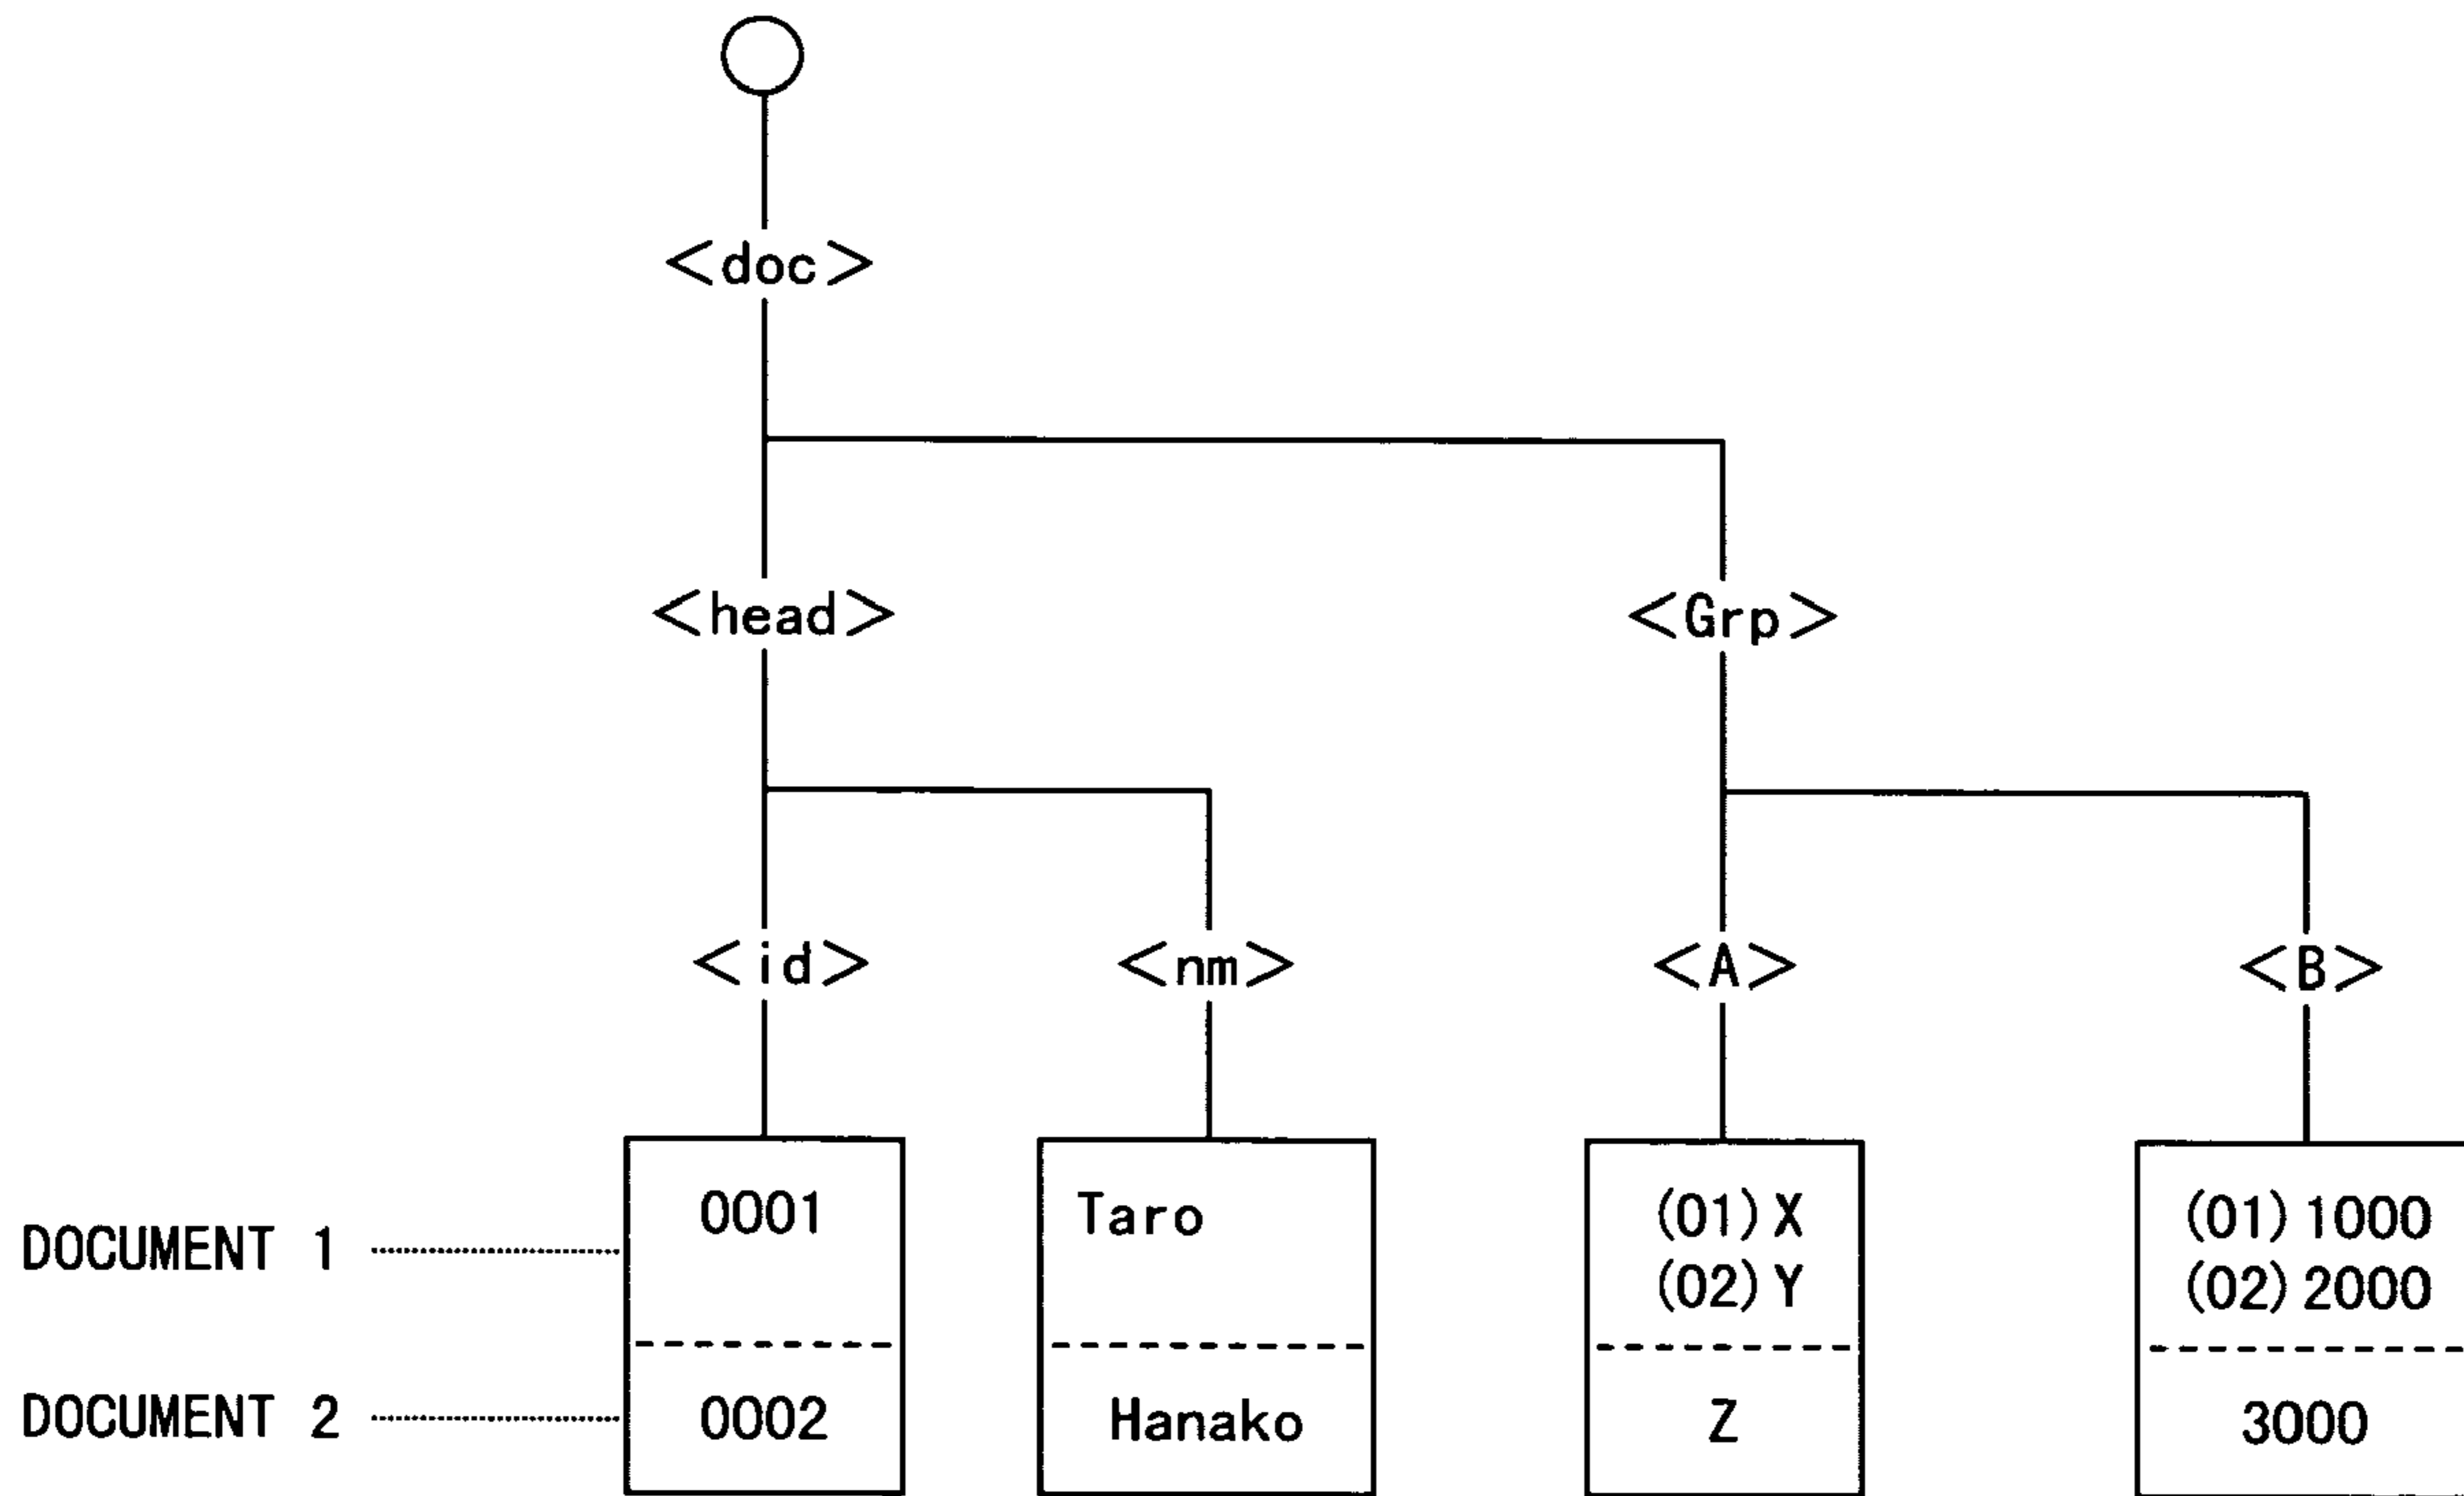 <doc>
<head> <Grp>
<id> <nm> <A> <B>
DOCUMENT 1 0001 Taro (01)X (01)1000
(02)Y (02)2000
DOCUMENT 2 0002 Hanako Z 3000